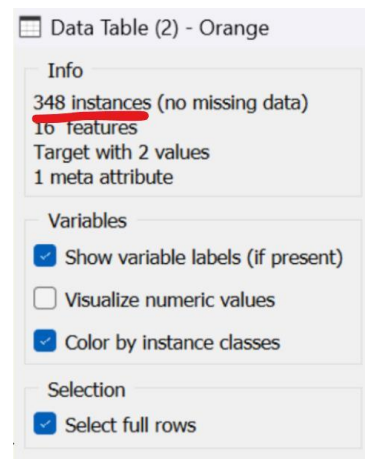 Data Table (2) - Orange
Info
348 instances (no missing data)
16 features
Target with 2 values
1 meta attribute
Variables
Show variable labels (if present)
Visualize numeric values
Color by instance classes
Selection
Select full rows